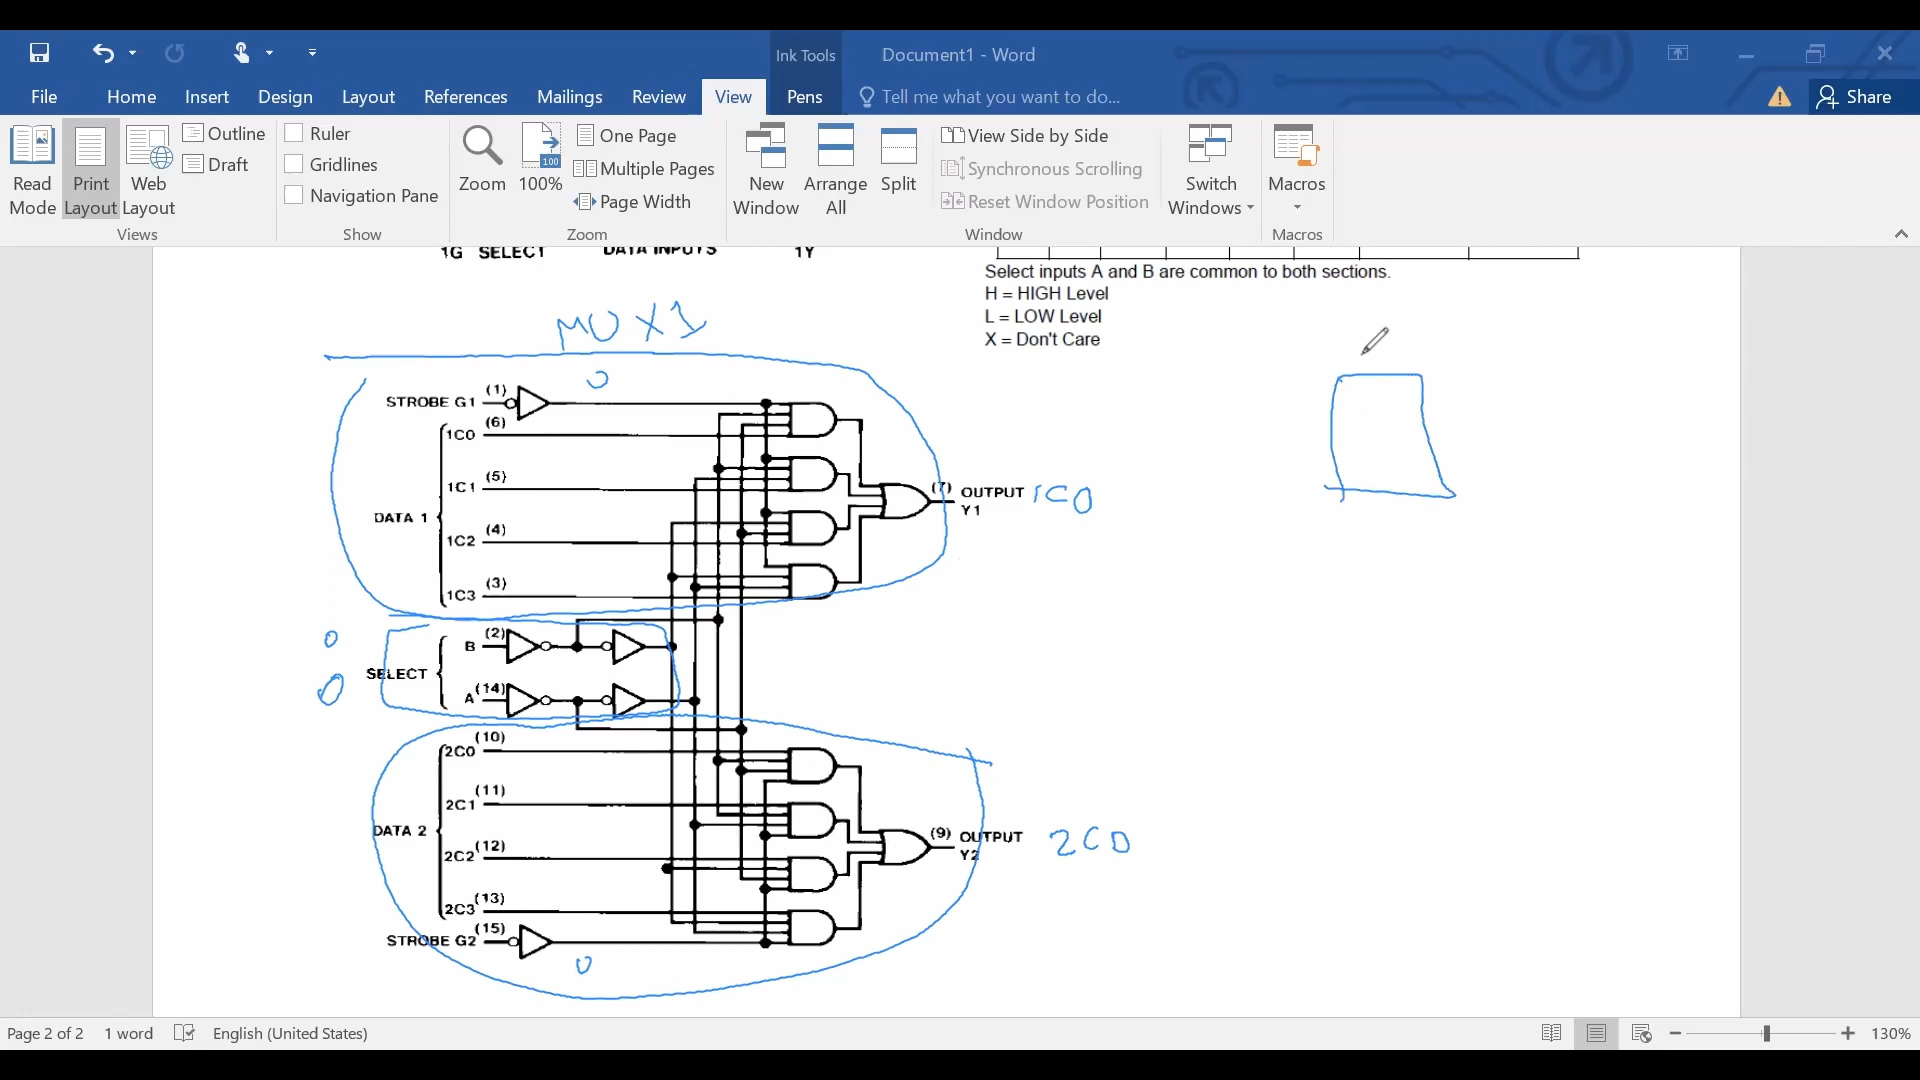 Ink Tools
Document1 - Word
File Home Insert Design Layout References Mailings Review View Pens Tell me what you want to do... Share
Read Mode
Print Layout
Web Layout
Outline
Draft
Views
Ruler
Gridlines
Navigation Pane
Show
Zoom
100
100%
One Page
Multiple Pages
Page Width
Zoom
New Window
Arrange All
Split
View Side by Side
Synchronous Scrolling
Reset Window Position
Window
Switch Windows
Macros
Macros
1G SELECT DATA INPUTS 1Y
Select inputs A and B are common to both sections.
H = HIGH Level
L = LOW Level
X = Don't Care
MUX1
0
STROBE G1 (1)
1C0 (6)
1C1 (5)
DATA 1
1C2 (4)
1C3 (3)
(7) OUTPUT Y1
1C0
0
0
SELECT
B (2)
A (14)
2C0 (10)
2C1 (11)
DATA 2
2C2 (12)
2C3 (13)
STROBE G2 (15)
0
(9) OUTPUT Y2
2C0
Page 2 of 2 1 word English (United States) 130%